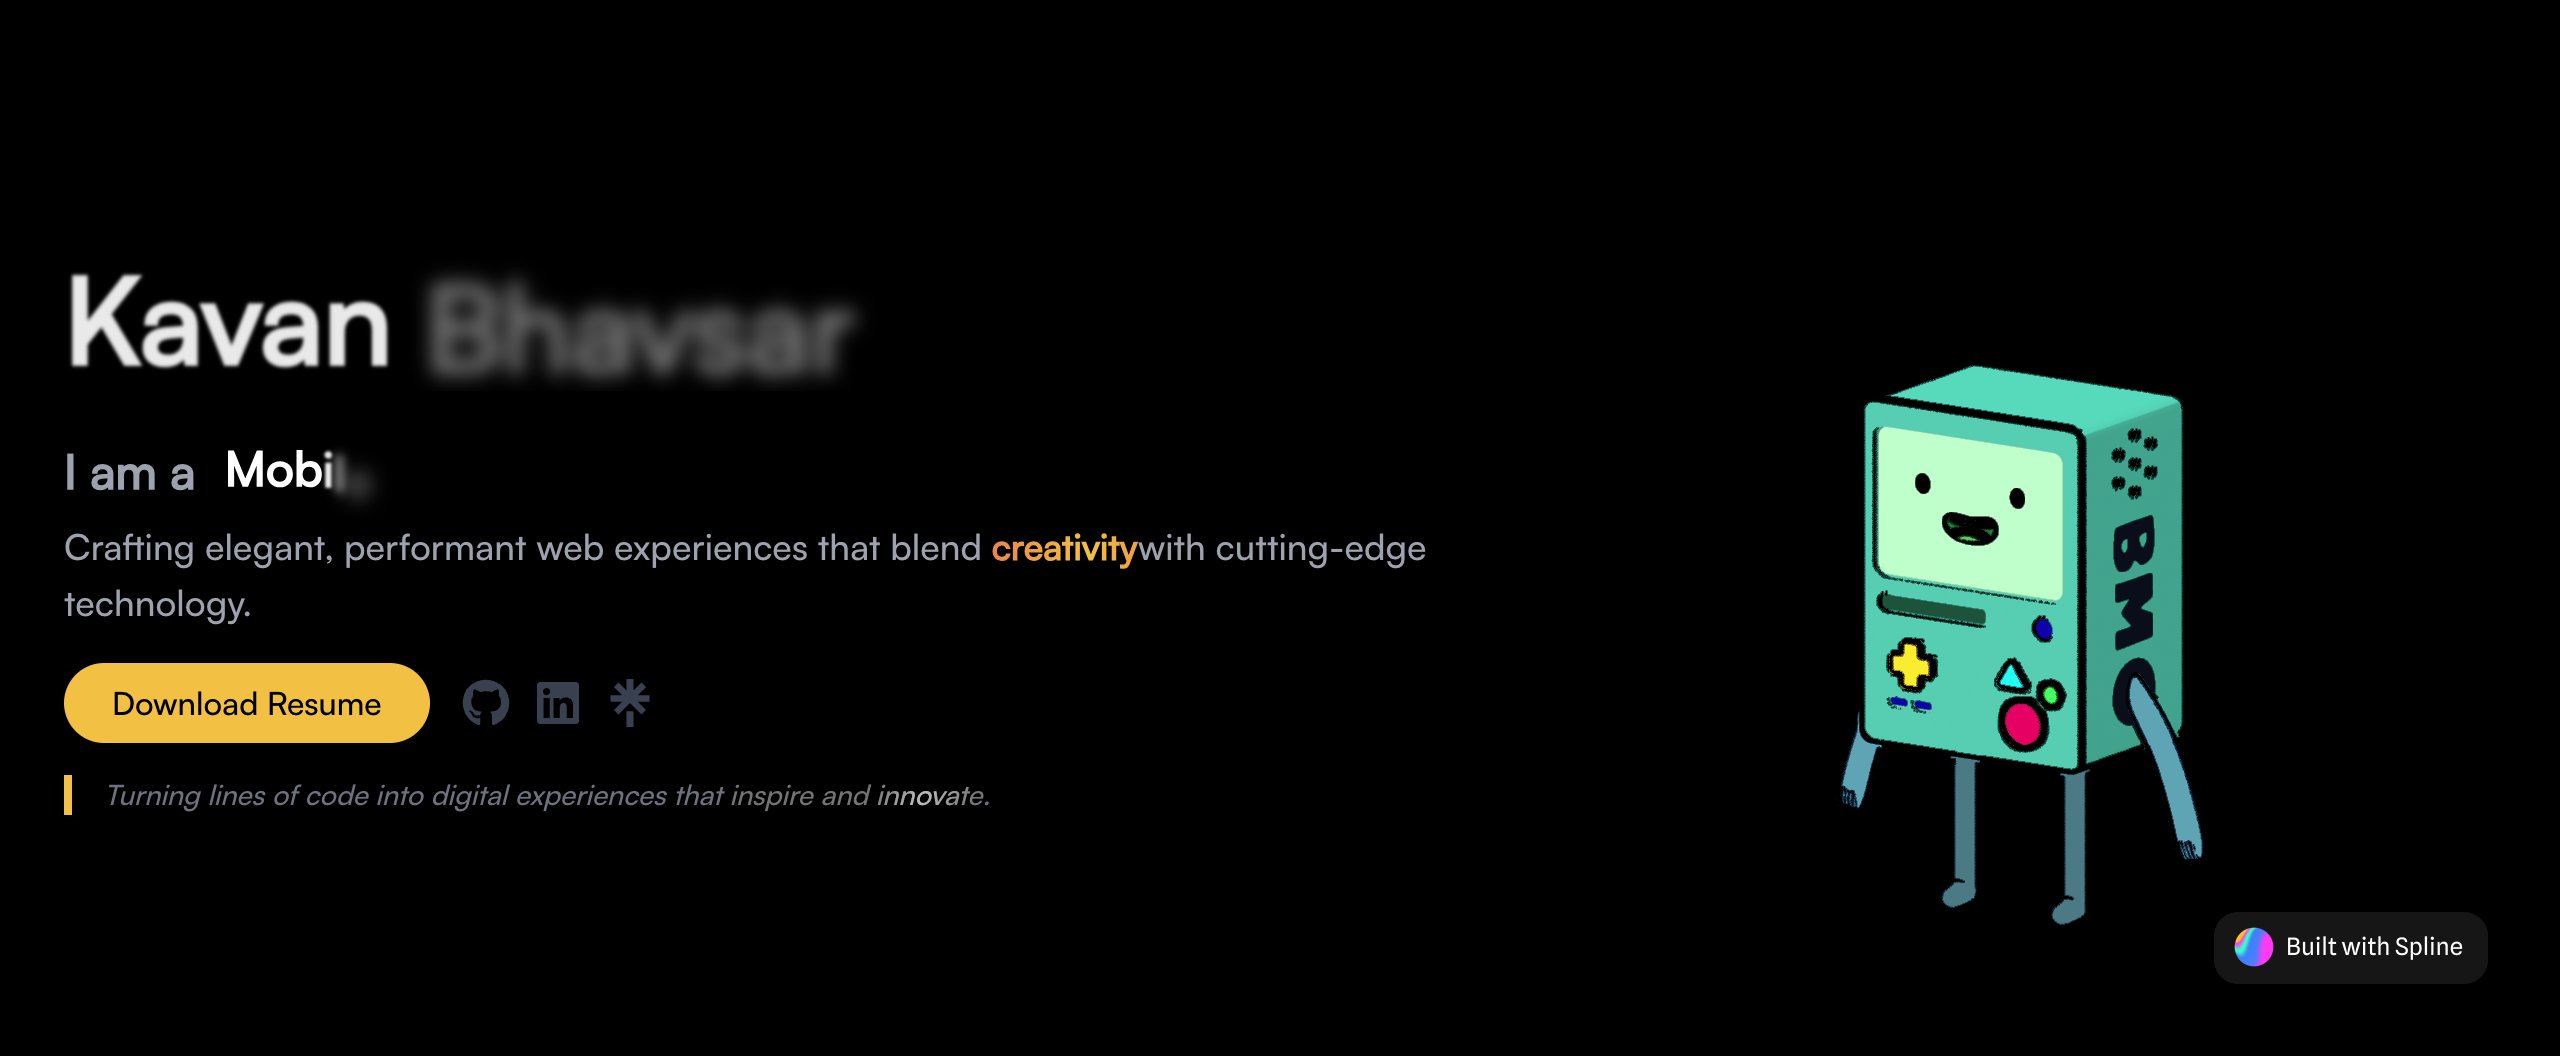 Kavan Bhavsar
I am a Mobil
Crafting elegant, performant web experiences that blend creativitywith cutting-edge
technology.
Download Resume
Turning lines of code into digital experiences that inspire and innovate.
BMO
Built with Spline